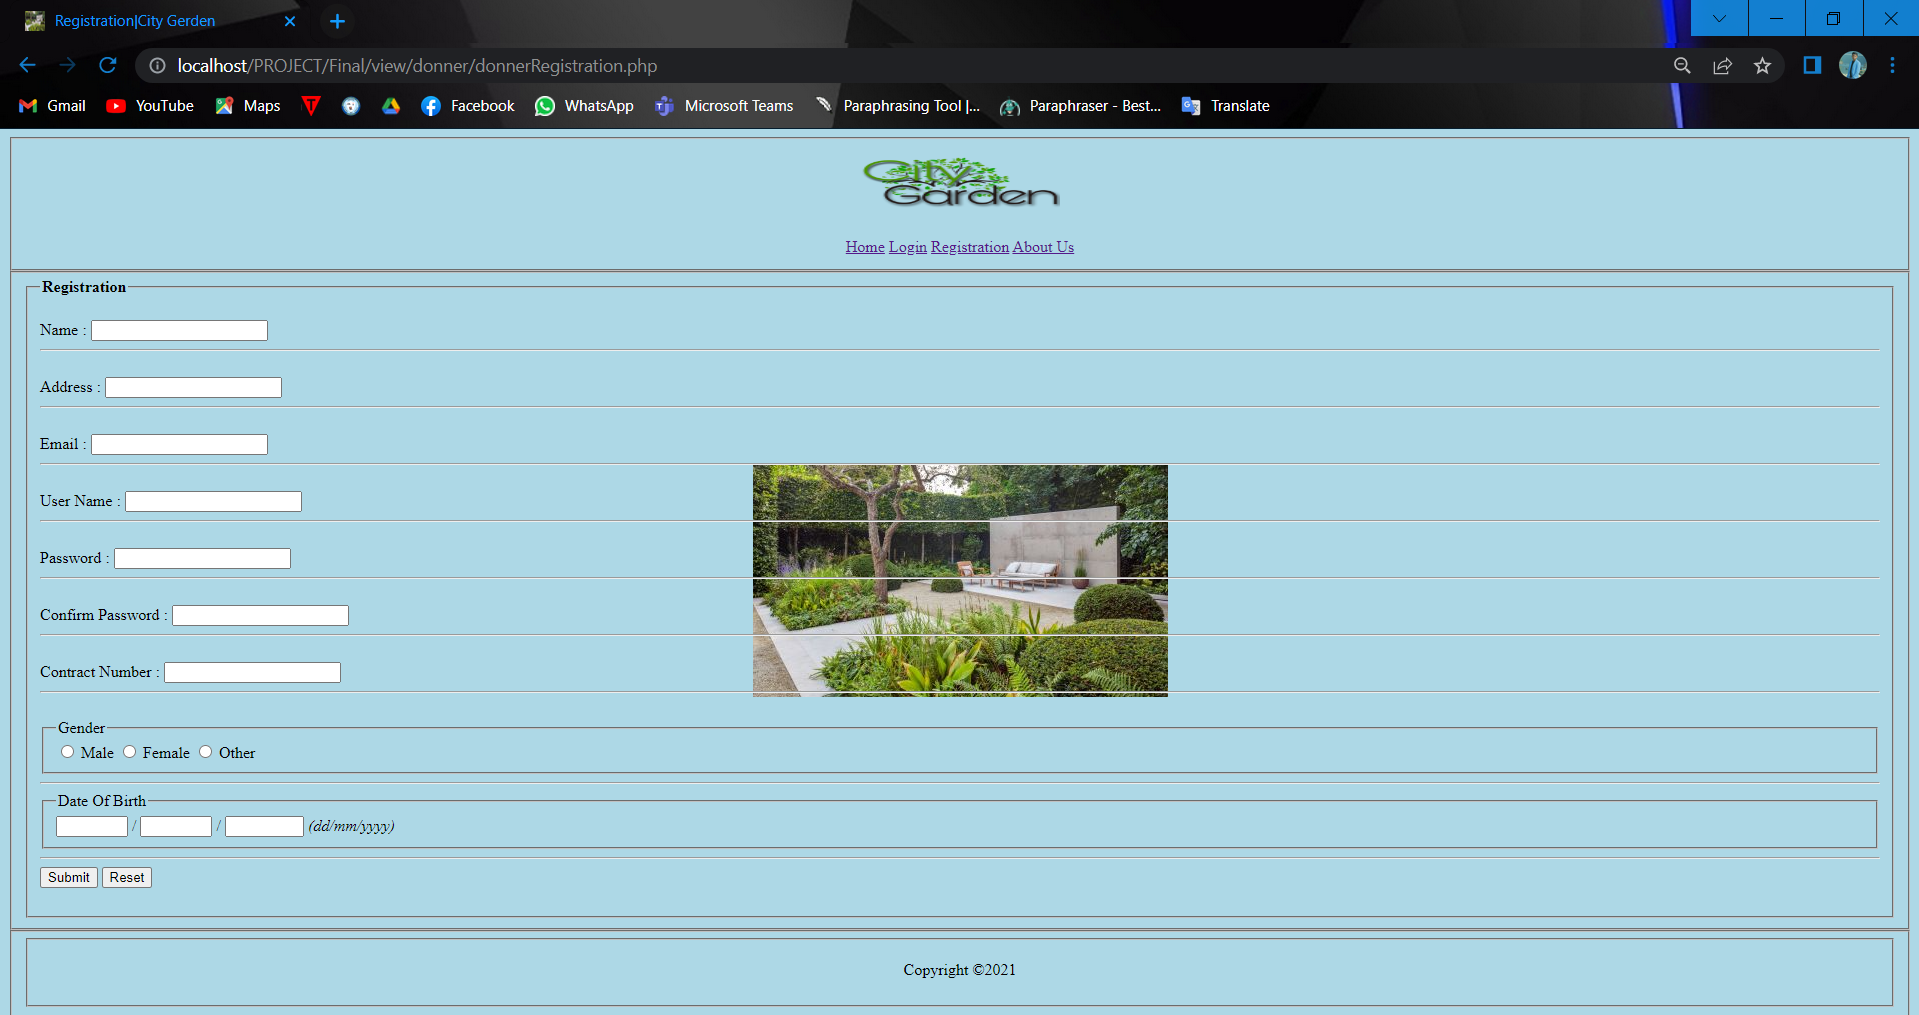 Registration|City Gerden
localhost/PROJECT/Final/view/donner/donnerRegistration.php
Gmail YouTube Maps Facebook WhatsApp Microsoft Teams Paraphrasing Tool |... Paraphraser - Best... Translate
City
Garden
Home Login Registration About Us
Registration
Name :
Address :
Email :
User Name :
Password :
Confirm Password :
Contract Number :
Gender
Male Female Other
Date Of Birth
/ / (dd/mm/yyyy)
Submit Reset
Copyright ©2021